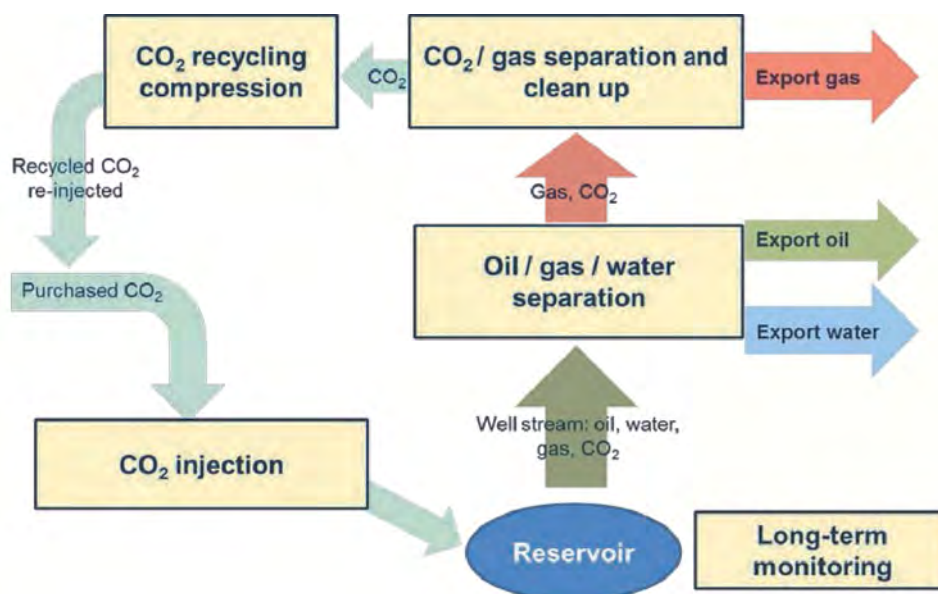 CO₂ recycling
compression
CO₂
CO₂ / gas separation and
clean up
Export gas
Recycled CO₂
re-injected
Gas, CO₂
Purchased CO₂
Oil / gas / water
separation
Export oil
Export water
CO₂ injection
Well stream: oil, water,
gas, CO₂
Reservoir
Long-term
monitoring